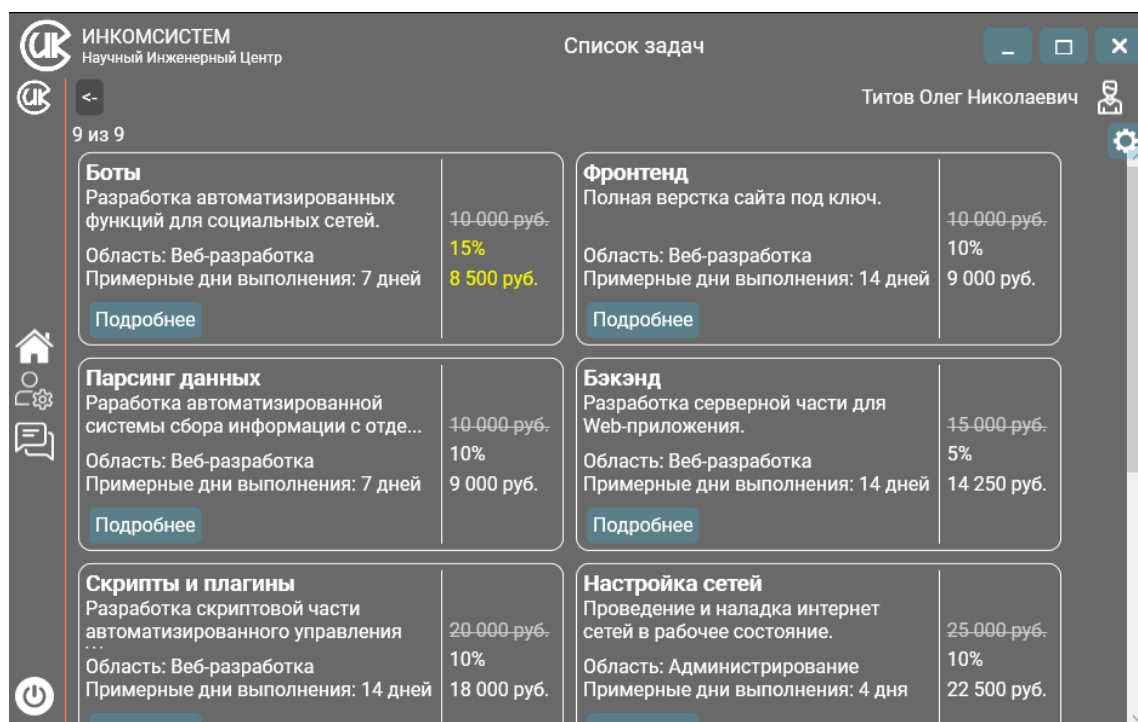 ИНКОМСИСТЕМ
Научный Инженерный Центр
Список задач
<-
Титов Олег Николаевич
9 из 9
Боты
Разработка автоматизированных
функций для социальных сетей.
Область: Веб-разработка
Примерные дни выполнения: 7 дней
10 000 руб.
15%
8 500 руб.
Подробнее
Фронтенд
Полная верстка сайта под ключ.
Область: Веб-разработка
Примерные дни выполнения: 14 дней
10 000 руб.
10%
9 000 руб.
Подробнее
Парсинг данных
Раработка автоматизированной
системы сбора информации с отде...
Область: Веб-разработка
Примерные дни выполнения: 7 дней
10 000 руб.
10%
9 000 руб.
Подробнее
Бэкэнд
Разработка серверной части для
Web-приложения.
Область: Веб-разработка
Примерные дни выполнения: 14 дней
15 000 руб.
5%
14 250 руб.
Подробнее
Скрипты и плагины
Разработка скриптовой части
автоматизированного управления
...
Область: Веб-разработка
Примерные дни выполнения: 14 дней
20 000 руб.
10%
18 000 руб.
Настройка сетей
Проведение и наладка интернет
сетей в рабочее состояние.
Область: Администрирование
Примерные дни выполнения: 4 дня
25 000 руб.
10%
22 500 руб.